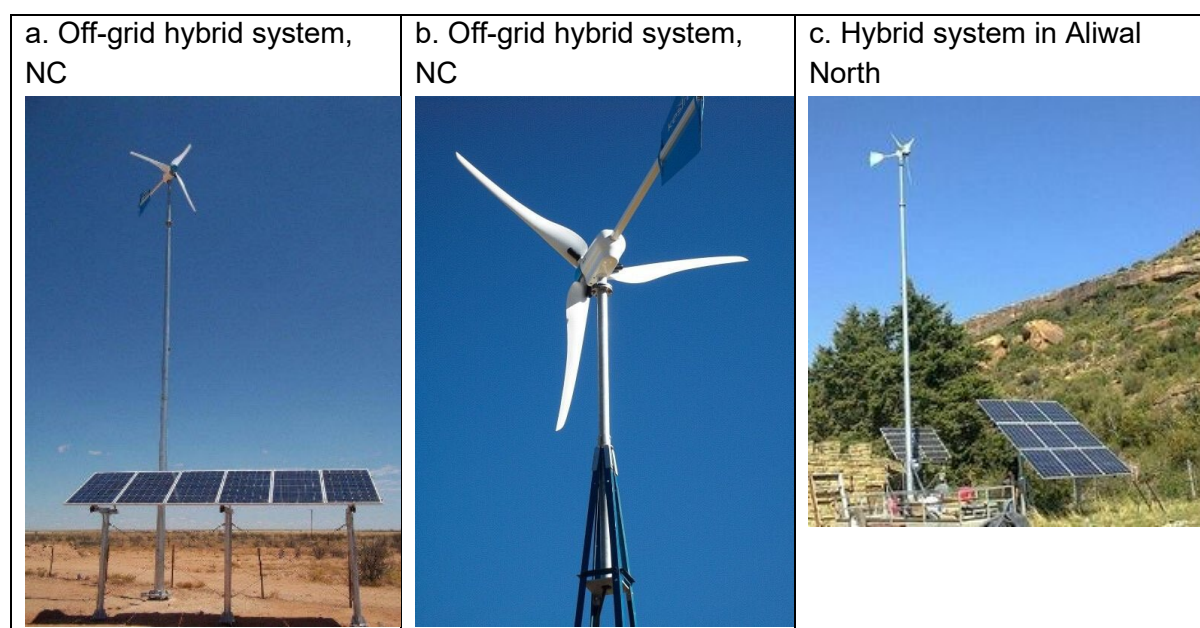 a. Off-grid hybrid system,
NC
b. Off-grid hybrid system,
NC
c. Hybrid system in Aliwal
North